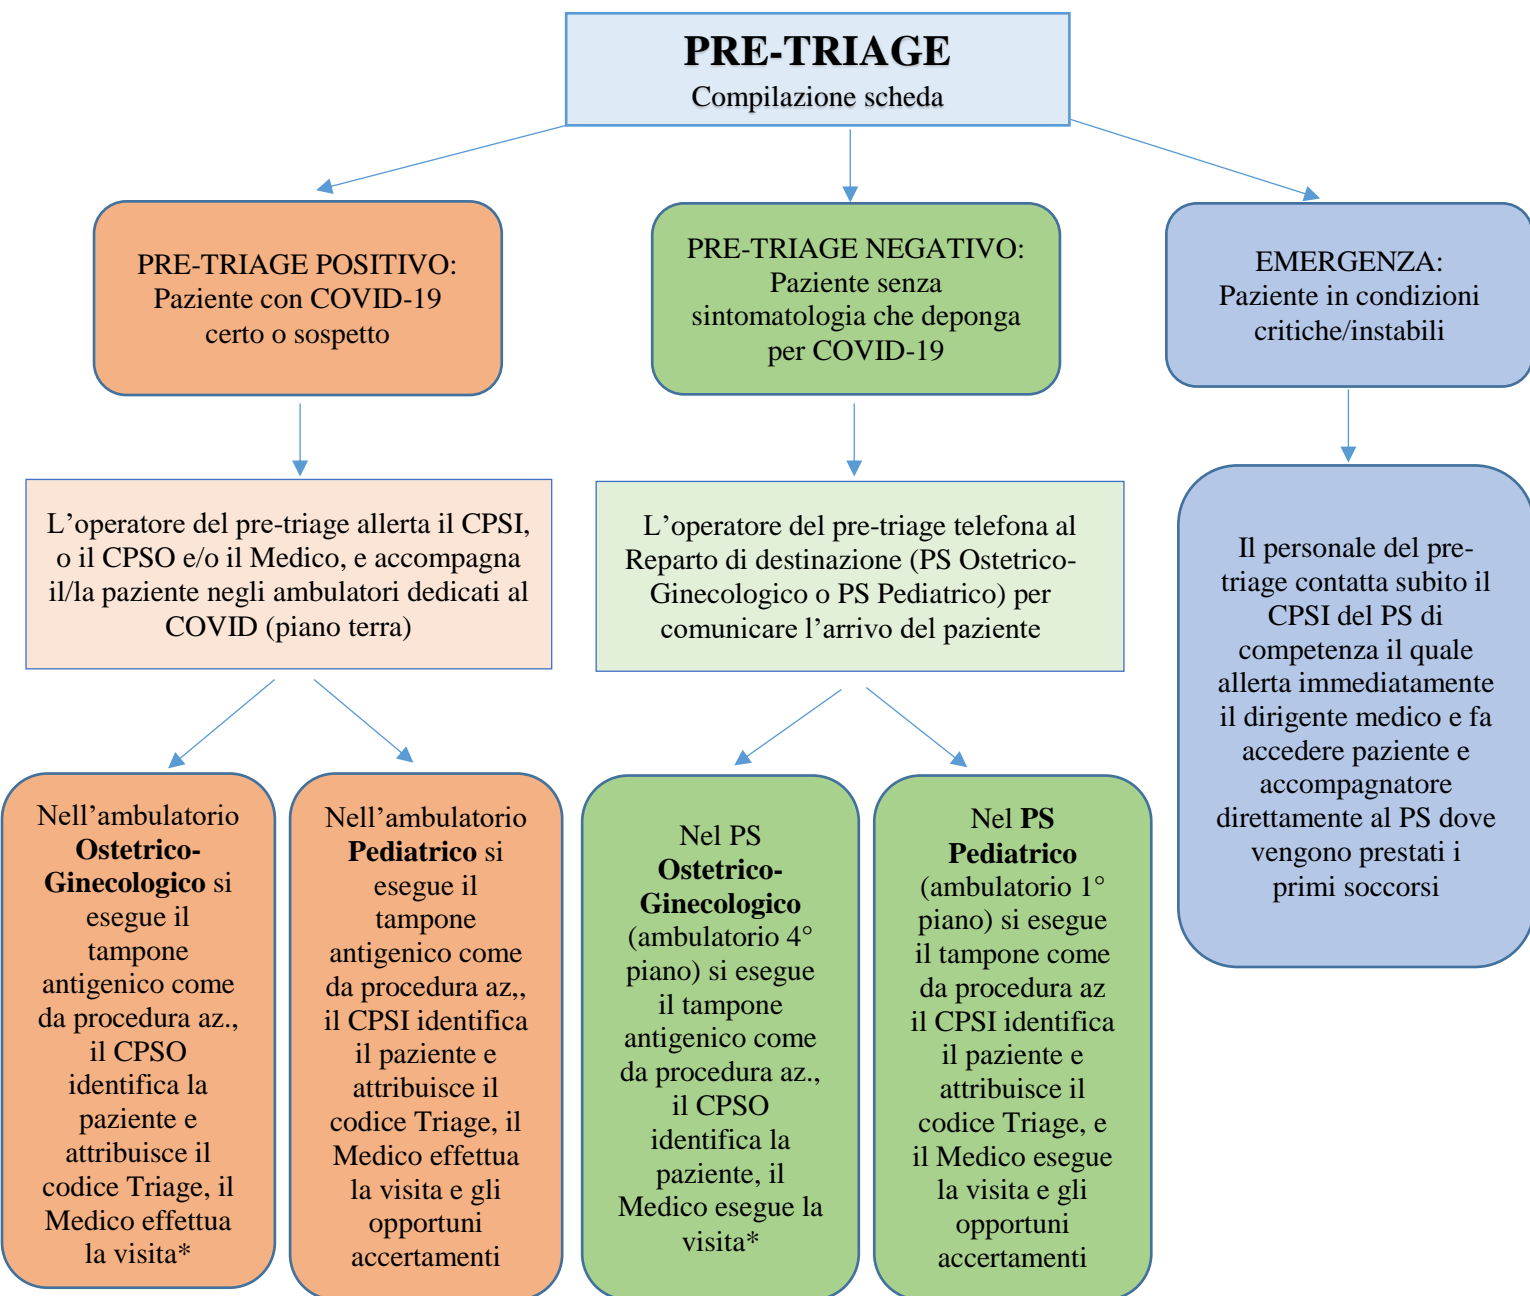 PRE-TRIAGE
Compilazione scheda
PRE-TRIAGE POSITIVO:
Paziente con COVID-19
certo o sospetto
PRE-TRIAGE NEGATIVO:
Paziente senza
sintomatologia che deponga
per COVID-19
EMERGENZA:
Paziente in condizioni
critiche/instabili
L’operatore del pre-triage allerta il CPSI,
o il CPSO e/o il Medico, e accompagna
il/la paziente negli ambulatori dedicati al
COVID (piano terra)
L’operatore del pre-triage telefona al
Reparto di destinazione (PS Ostetrico-
Ginecologico o PS Pediatrico) per
comunicare l’arrivo del paziente
Il personale del pre-
triage contatta subito il
CPSI del PS di
competenza il quale
allerta immediatamente
il dirigente medico e fa
accedere paziente e
accompagnatore
direttamente al PS dove
vengono prestati i
primi soccorsi
Nell’ambulatorio
Ostetrico-
Ginecologico si
esegue il
tampone
antigenico come
da procedura az.,
il CPSO
identifica la
paziente e
attribuisce il
codice Triage, il
Medico effettua
la visita*
Nell’ambulatorio
Pediatrico si
esegue il
tampone
antigenico come
da procedura az,,
il CPSI identifica
il paziente e
attribuisce il
codice Triage, il
Medico effettua
la visita e gli
opportuni
accertamenti
Nel PS
Ostetrico-
Ginecologico
(ambulatorio 4°
piano) si esegue
il tampone
antigenico come
da procedura az.,
il CPSO
identifica la
paziente, il
Medico esegue la
visita*
Nel PS
Pediatrico
(ambulatorio 1°
piano) si esegue
il tampone come
da procedura az
il CPSI identifica
il paziente e
attribuisce il
codice Triage, e
il Medico esegue
la visita e gli
opportuni
accertamenti